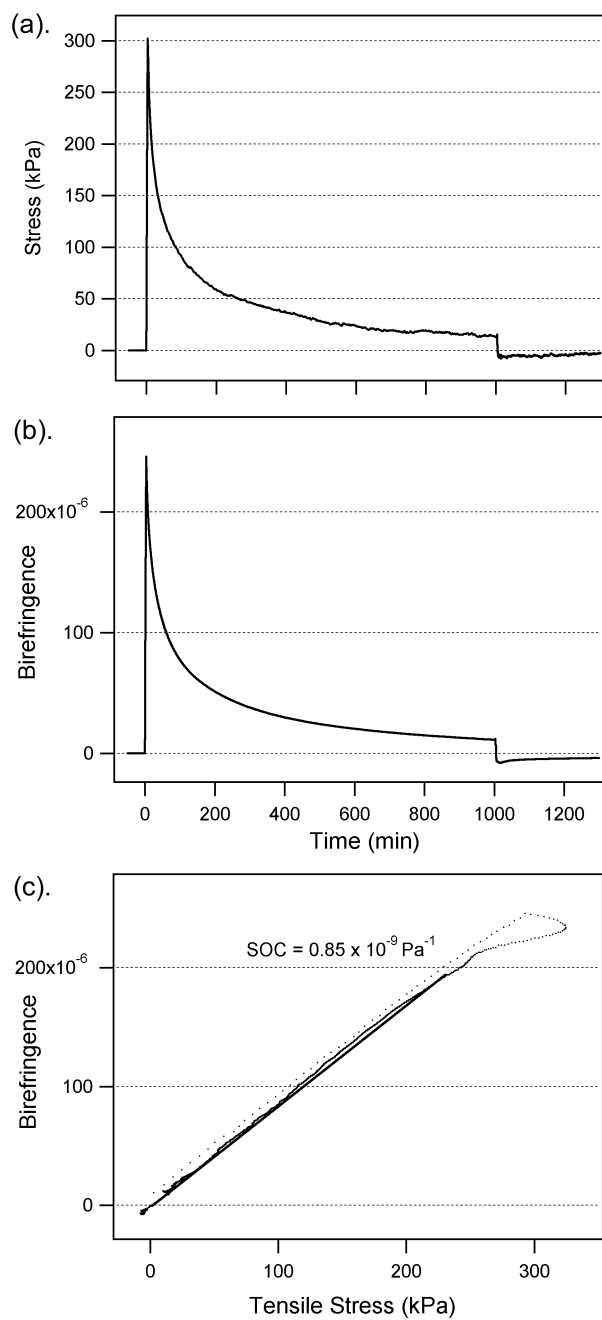 (a).
300
250
200
150
100
50
0
Stress (kPa)
(b).
200x10⁻⁶
100
0
Birefringence
0 200 400 600 800 1000 1200
Time (min)
(c).
SOC = 0.85 x 10⁻⁹ Pa⁻¹
200x10⁻⁶
100
0
Birefringence
0 100 200 300
Tensile Stress (kPa)